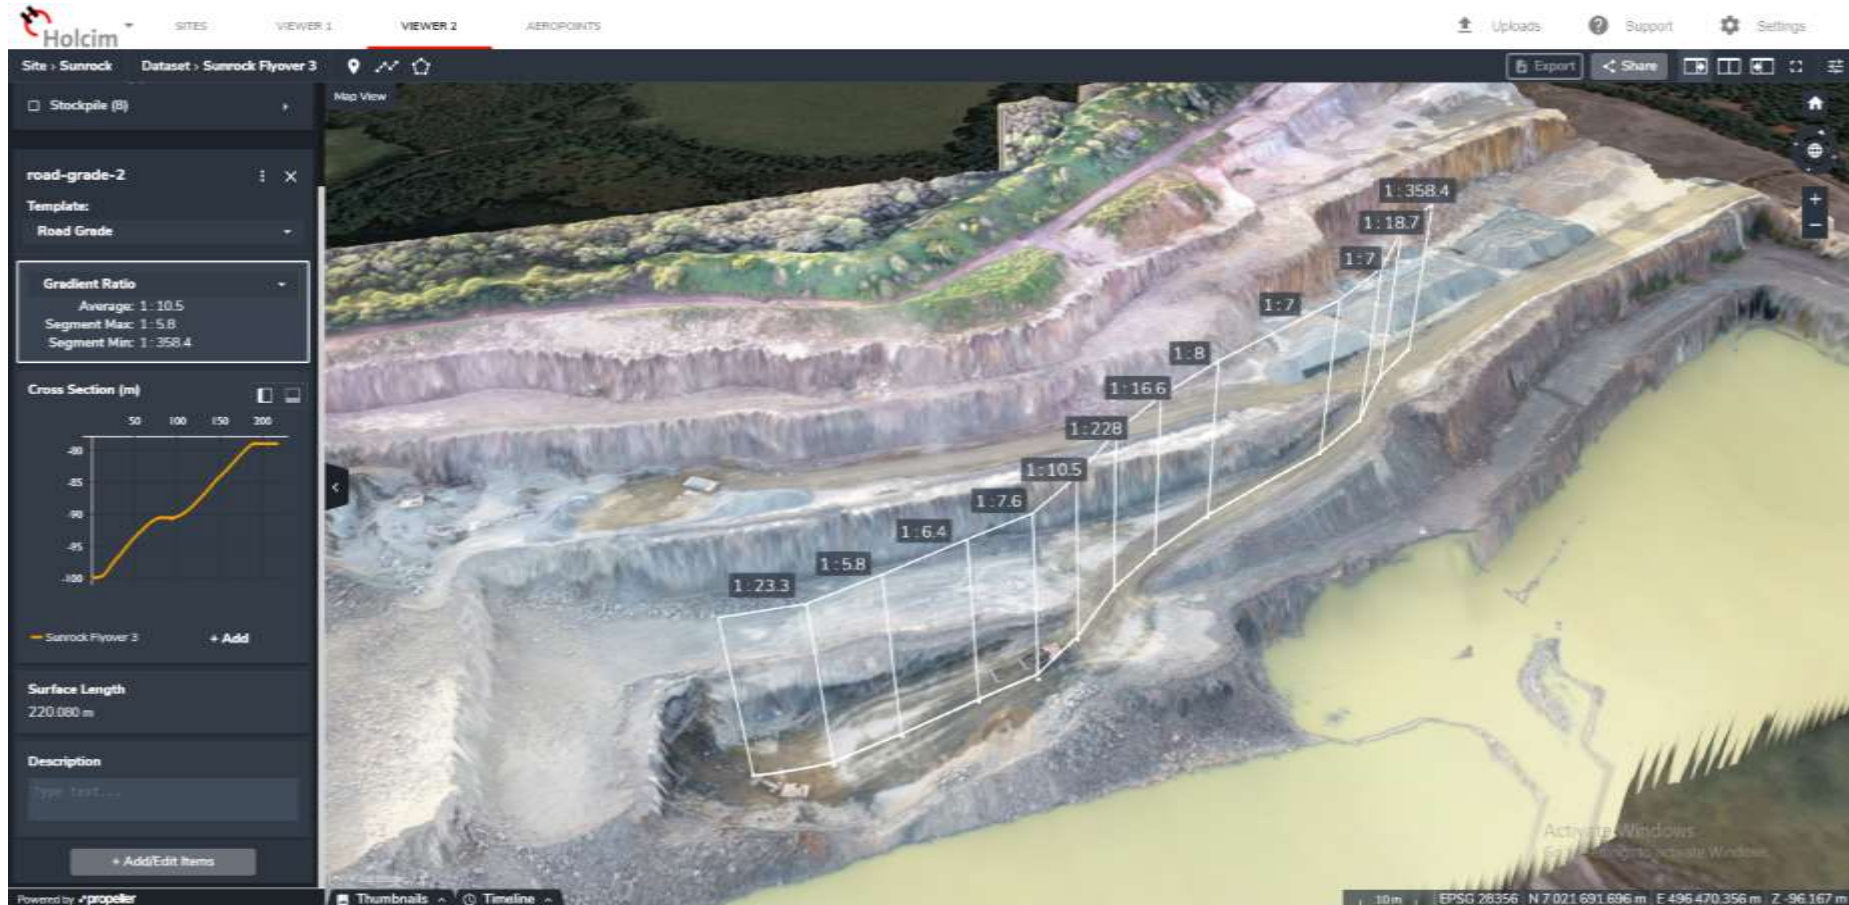 Holcim
SITES
VIEWER 1
VIEWER 2
AEROPOINTS
Uploads
Support
Settings
Site › Sunrock
Dataset › Sunrock Flyover 3
Export
Share
Stockpile (8)
Map View
road-grade-2
Template:
Road Grade
Gradient Ratio
Average: 1 : 10.5
Segment Max: 1 : 5.8
Segment Min: 1 : 358.4
Cross Section (m)
50 100 150 200
-80
-85
-90
-95
-100
Sunrock Flyover 3
+ Add
Surface Length
220.080 m
Description
Type text...
+ Add/Edit Items
Powered by propeller
1 : 358.4
1 : 18.7
1 : 7
1 : 7
1 : 8
1 : 16.6
1 : 228
1 : 10.5
1 : 7.6
1 : 6.4
1 : 5.8
1 : 23.3
+
−
Activate Windows
to activate Windows.
Thumbnails
Timeline
10 m
EPSG 28356 N 7 021 691.696 m E 496 470.356 m Z -96.167 m